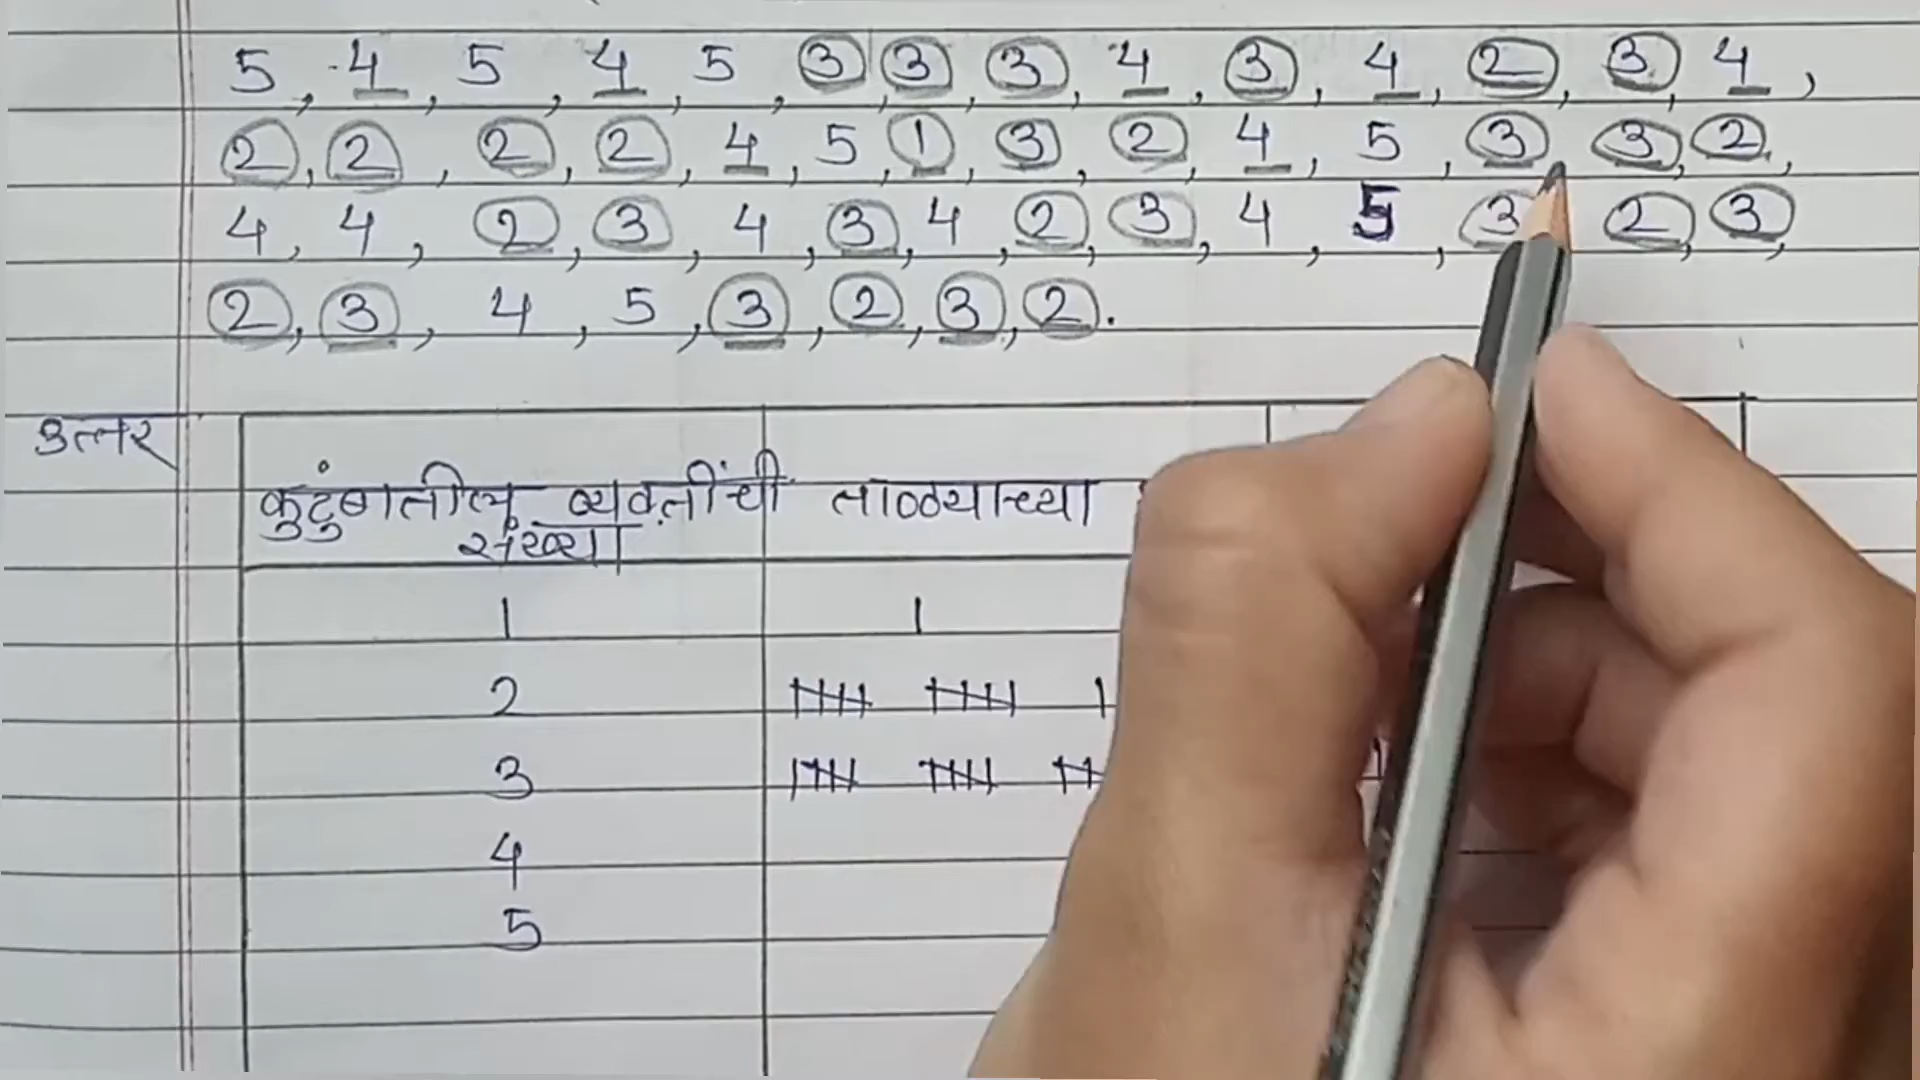 5, 4, 5, 4, 5, 3, 3, 3, 4, 3, 4, 2, 3, 4,
2, 2, 2, 2, 4, 5, 1, 3, 2, 4, 5, 3, 3, 2,
4, 4, 2, 3, 4, 3, 4, 2, 3, 4, 5, 3, 2, 3,
2, 3, 4, 5, 3, 2, 3, 2.
उत्तर
कुटुंबातील व्यक्तींची ताळ्याच्या
संख्या
1 |
2
3
4
5